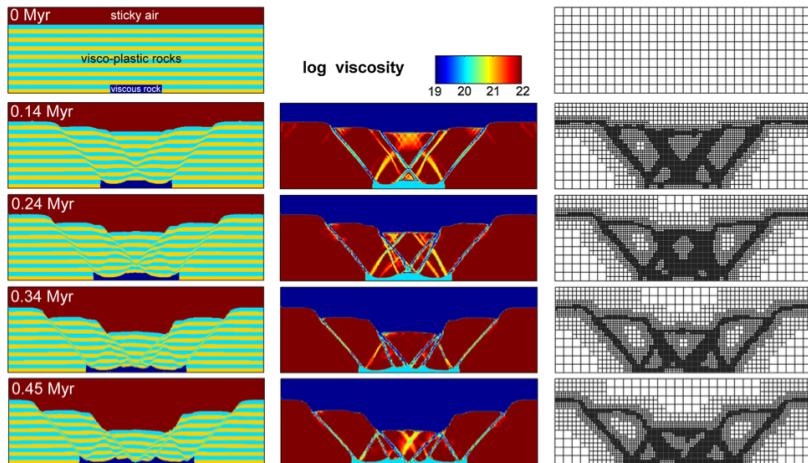 0 Myr
sticky air
visco-plastic rocks
viscous rock
log viscosity
19 20 21 22
0.14 Myr
0.24 Myr
0.34 Myr
0.45 Myr